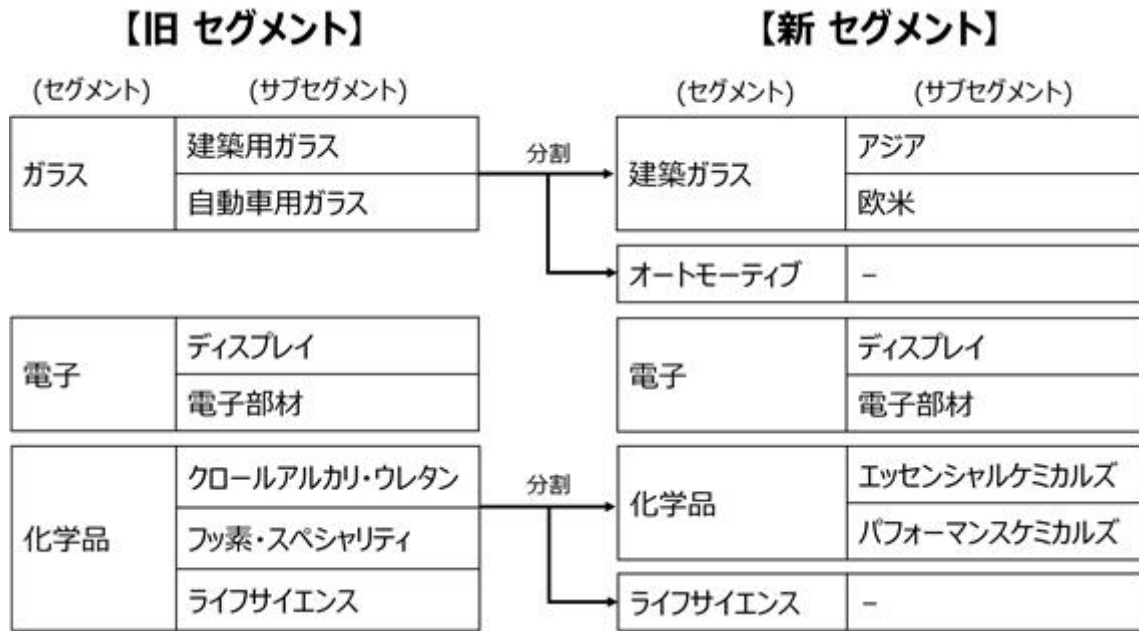 【旧 セグメント】
【新 セグメント】
(セグメント)
(サブセグメント)
(セグメント)
(サブセグメント)
ガラス
建築用ガラス
自動車用ガラス
分割
建築ガラス
アジア
欧米
オートモーティブ
–
電子
ディスプレイ
電子部材
電子
ディスプレイ
電子部材
化学品
クロールアルカリ・ウレタン
フッ素・スペシャリティ
ライフサイエンス
分割
化学品
エッセンシャルケミカルズ
パフォーマンスケミカルズ
ライフサイエンス
–